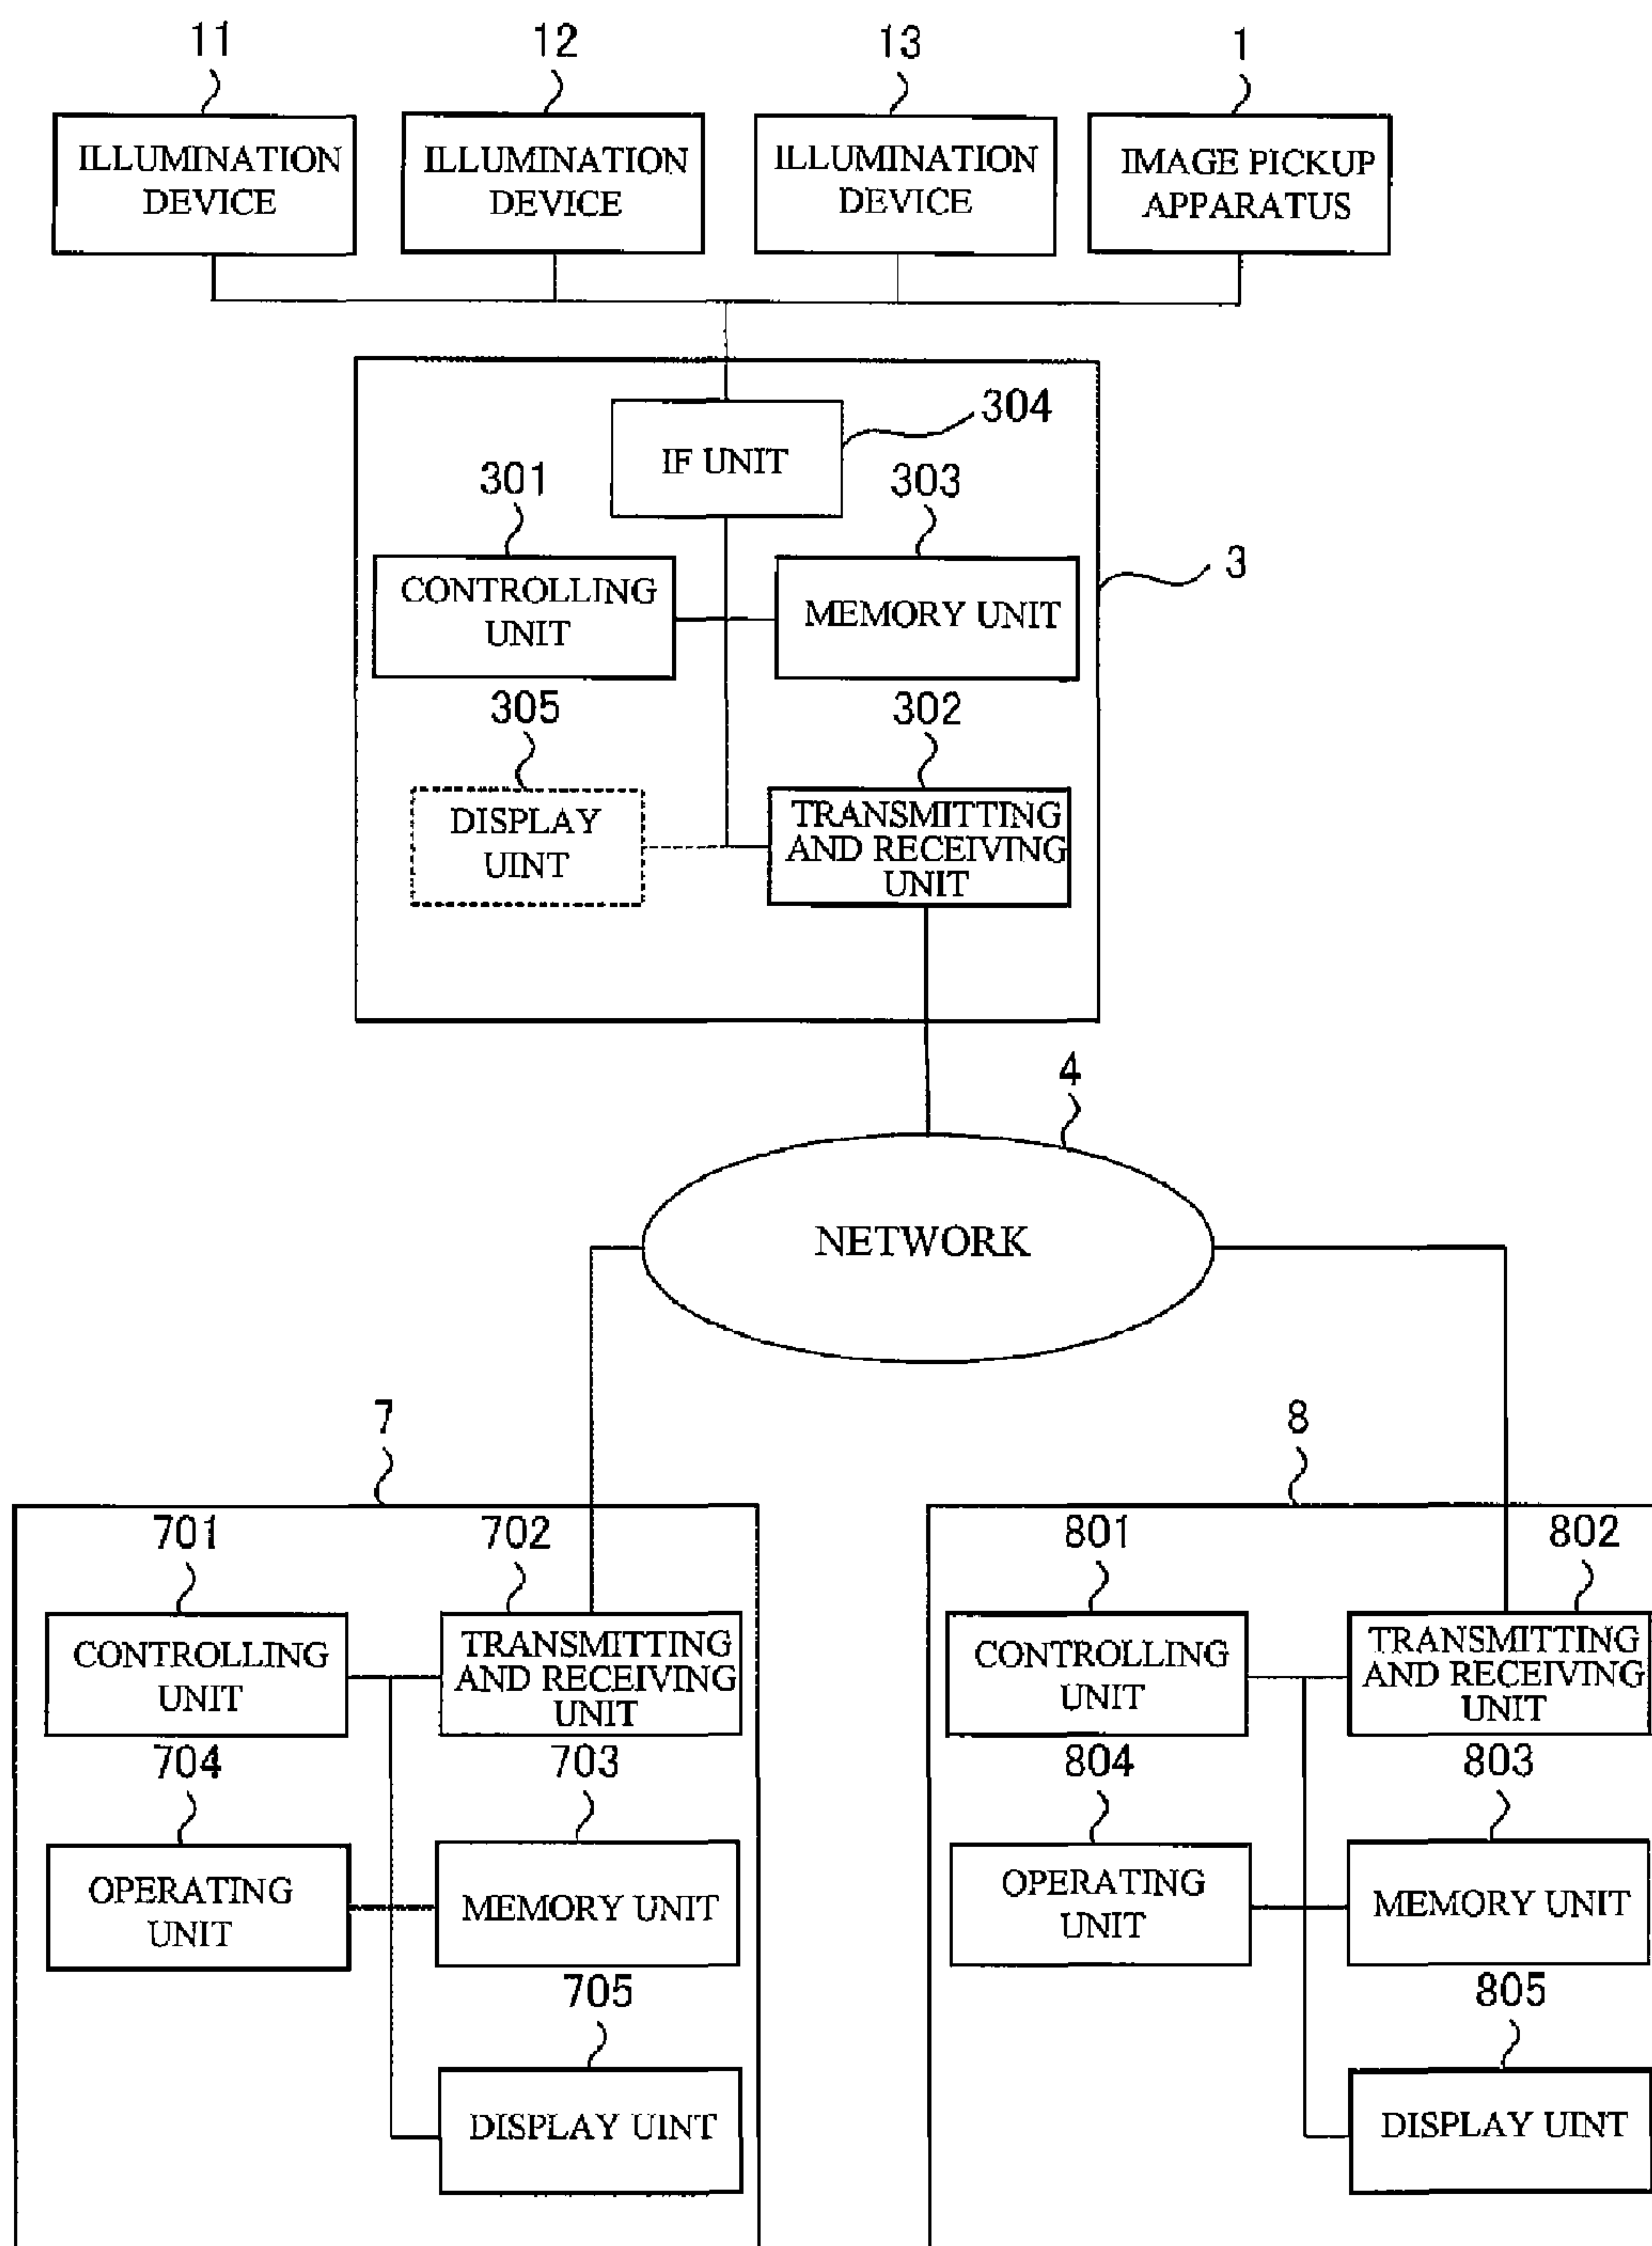 11
12
13
1
ILLUMINATION
DEVICE
ILLUMINATION
DEVICE
ILLUMINATION
DEVICE
IMAGE PICKUP
APPARATUS
304
IF UNIT
301
303
CONTROLLING
UNIT
MEMORY UNIT
3
305
302
DISPLAY
UINT
TRANSMITTING
AND RECEIVING
UNIT
4
NETWORK
7
8
701
702
801
802
CONTROLLING
UNIT
TRANSMITTING
AND RECEIVING
UNIT
CONTROLLING
UNIT
TRANSMITTING
AND RECEIVING
UNIT
704
703
804
803
OPERATING
UNIT
MEMORY UNIT
OPERATING
UNIT
MEMORY UNIT
705
805
DISPLAY UINT
DISPLAY UINT